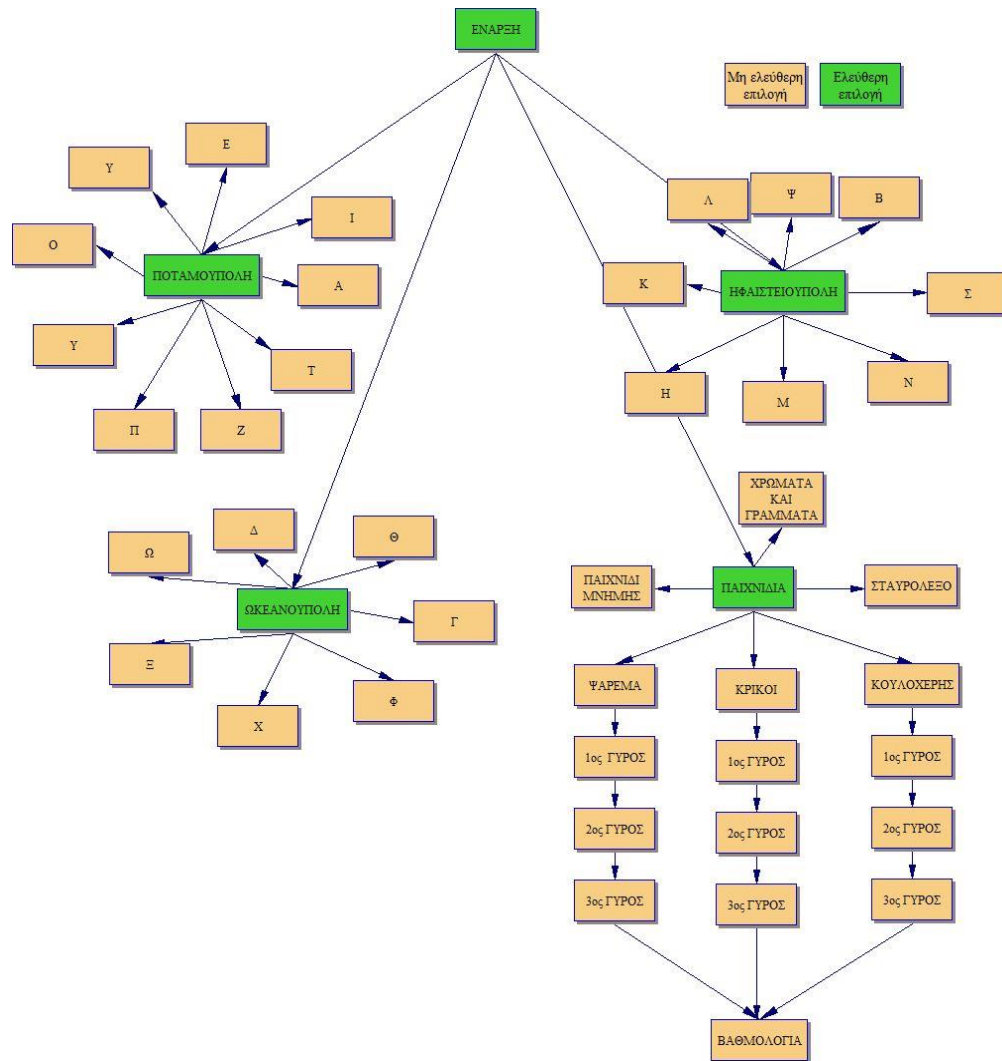 ΕΝΑΡΞΗ
Μη ελεύθερη
επιλογή
Ελεύθερη
επιλογή
Ε
Υ
Ι
Ο
ΠΟΤΑΜΟΥΠΟΛΗ
Α
Υ
Τ
Π
Ζ
Λ
Ψ
Β
Κ
ΗΦΑΙΣΤΕΙΟΥΠΟΛΗ
Σ
Η
Μ
Ν
Ω
Δ
Θ
ΩΚΕΑΝΟΥΠΟΛΗ
Γ
Ξ
Χ
Φ
ΧΡΩΜΑΤΑ
ΚΑΙ
ΓΡΑΜΜΑΤΑ
ΠΑΙΧΝΙΔΙ
ΜΝΗΜΗΣ
ΠΑΙΧΝΙΔΙΑ
ΣΤΑΥΡΟΛΕΞΟ
ΨΑΡΕΜΑ
ΚΡΙΚΟΙ
ΚΟΥΛΟΧΕΡΗΣ
1ος ΓΥΡΟΣ
1ος ΓΥΡΟΣ
1ος ΓΥΡΟΣ
2ος ΓΥΡΟΣ
2ος ΓΥΡΟΣ
2ος ΓΥΡΟΣ
3ος ΓΥΡΟΣ
3ος ΓΥΡΟΣ
3ος ΓΥΡΟΣ
ΒΑΘΜΟΛΟΓΙΑ